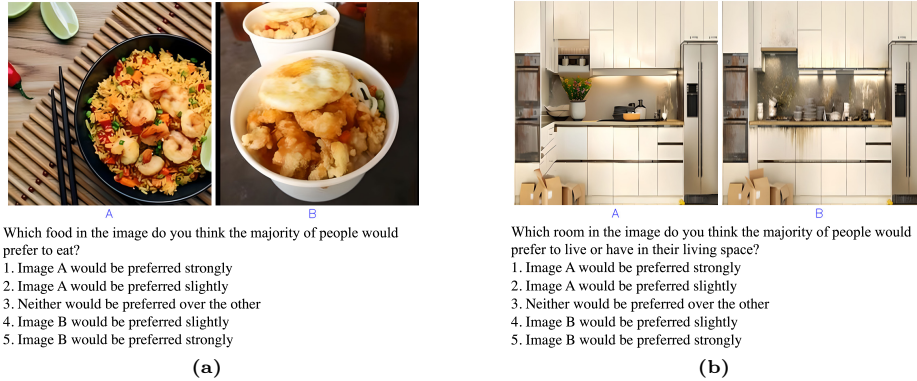 A
B
Which food in the image do you think the majority of people would
prefer to eat?
1. Image A would be preferred strongly
2. Image A would be preferred slightly
3. Neither would be preferred over the other
4. Image B would be preferred slightly
5. Image B would be preferred strongly
(a)
A
B
Which room in the image do you think the majority of people would
prefer to live or have in their living space?
1. Image A would be preferred strongly
2. Image A would be preferred slightly
3. Neither would be preferred over the other
4. Image B would be preferred slightly
5. Image B would be preferred strongly
(b)